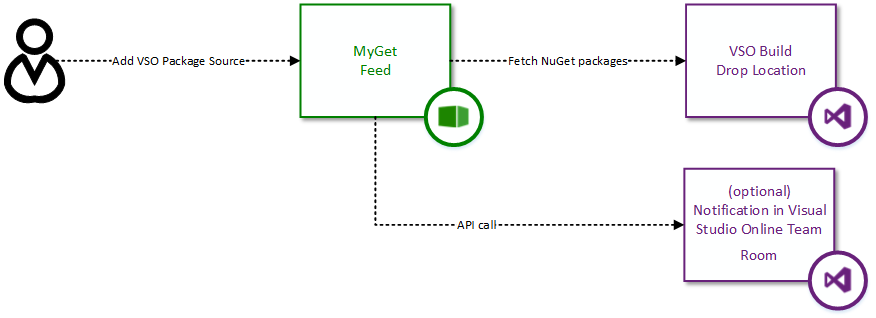 Add VSO Package Source
MyGet
Feed
Fetch NuGet packages
VSO Build
Drop Location
API call
(optional)
Notification in Visual
Studio Online Team
Room